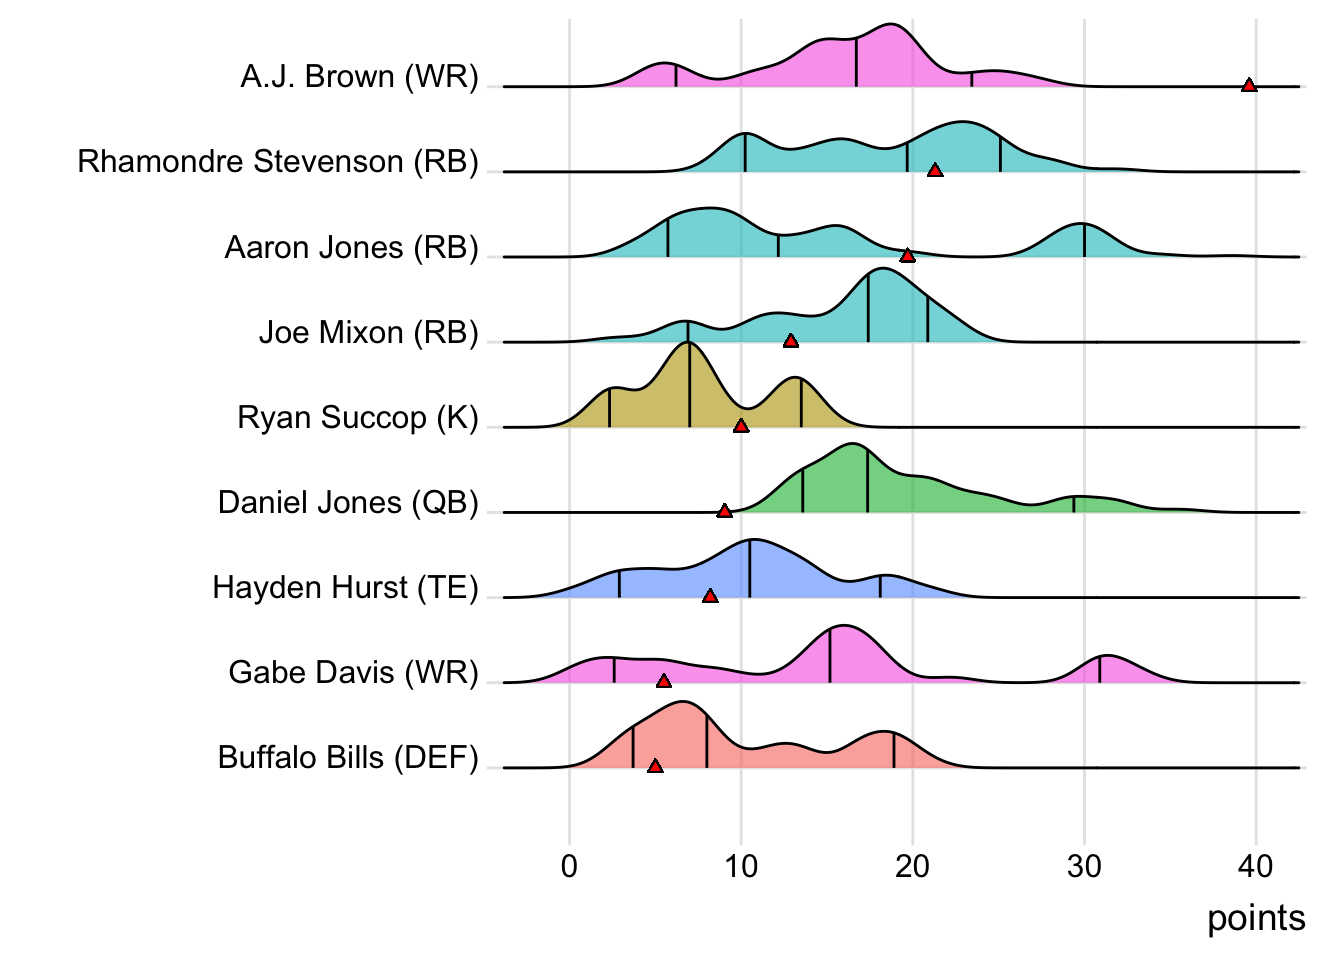 A.J. Brown (WR)
Rhamondre Stevenson (RB)
Aaron Jones (RB)
Joe Mixon (RB)
Ryan Succop (K)
Daniel Jones (QB)
Hayden Hurst (TE)
Gabe Davis (WR)
Buffalo Bills (DEF)
0 10 20 30 40
points